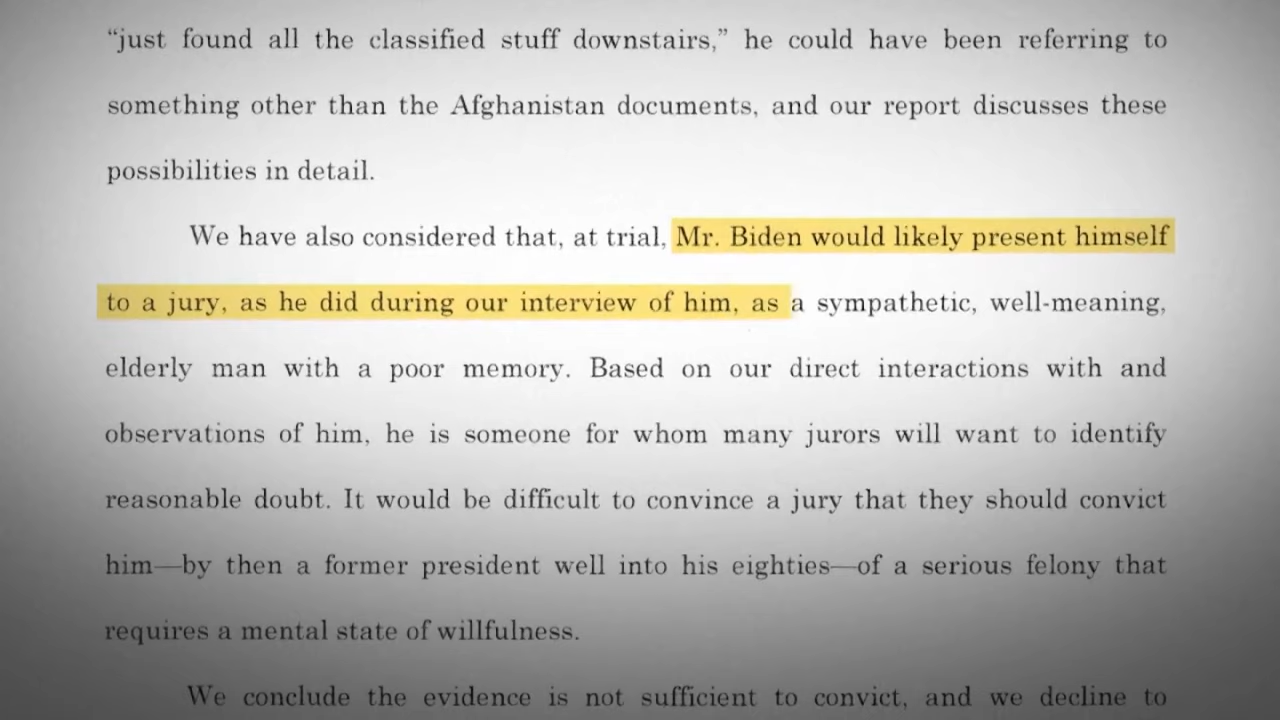 “just found all the classified stuff downstairs,” he could have been referring to
something other than the Afghanistan documents, and our report discusses these
possibilities in detail.
We have also considered that, at trial, Mr. Biden would likely present himself
to a jury, as he did during our interview of him, as a sympathetic, well-meaning,
elderly man with a poor memory. Based on our direct interactions with and
observations of him, he is someone for whom many jurors will want to identify
reasonable doubt. It would be difficult to convince a jury that they should convict
him—by then a former president well into his eighties—of a serious felony that
requires a mental state of willfulness.
We conclude the evidence is not sufficient to convict, and we decline to